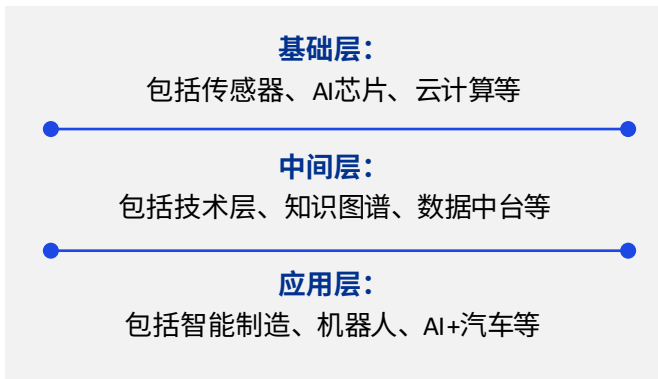 基础层：
包括传感器、AI芯片、云计算等
中间层：
包括技术层、知识图谱、数据中台等
应用层：
包括智能制造、机器人、AI+汽车等